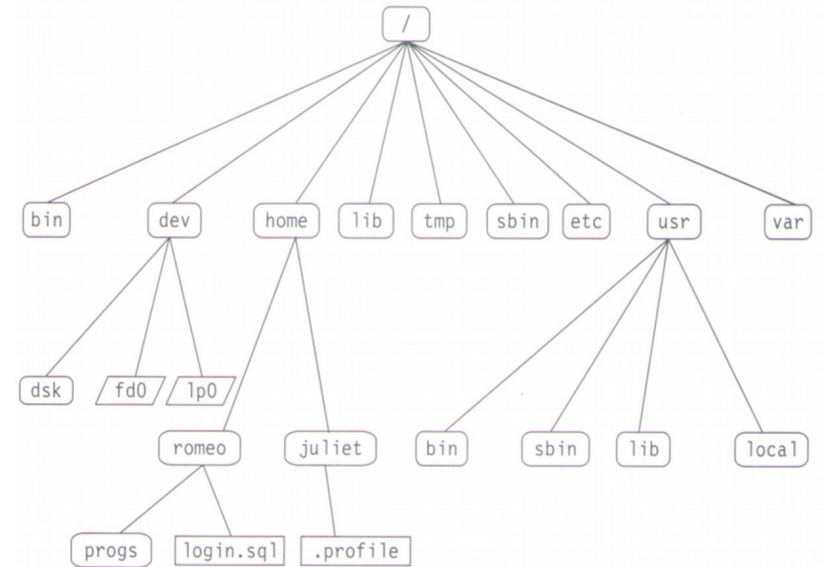 /
bin dev home lib tmp sbin etc usr var
dsk fd0 lp0
romeo juliet bin sbin lib local
progs login.sql .profile